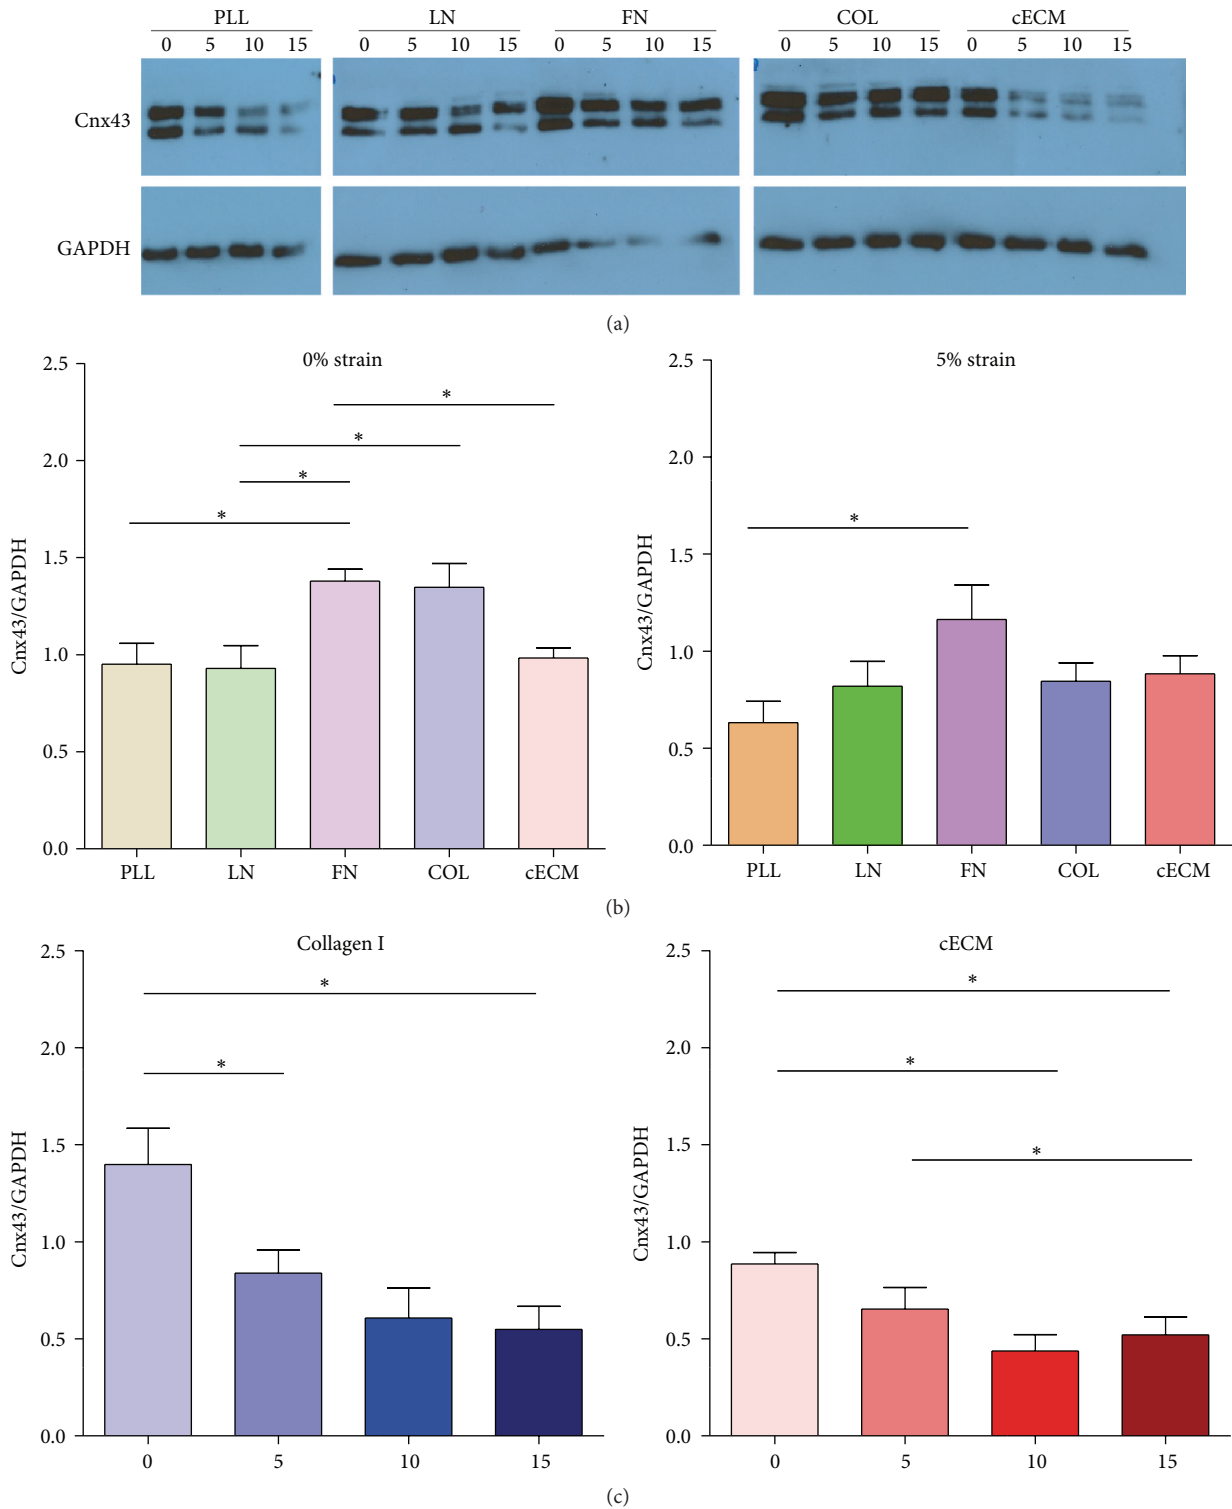 PLL LN FN COL cECM
0 5 10 15 0 5 10 15 0 5 10 15 0 5 10 15 0 5 10 15
Cnx43
GAPDH
(a)
0% strain
2.5
2.0
1.5
1.0
0.5
0.0
Cnx43/GAPDH
* * * *
PLL LN FN COL cECM
5% strain
2.5
2.0
1.5
1.0
0.5
0.0
Cnx43/GAPDH
*
PLL LN FN COL cECM
(b)
Collagen I
2.5
2.0
1.5
1.0
0.5
0.0
Cnx43/GAPDH
* *
0 5 10 15
cECM
2.5
2.0
1.5
1.0
0.5
0.0
Cnx43/GAPDH
* * *
0 5 10 15
(c)